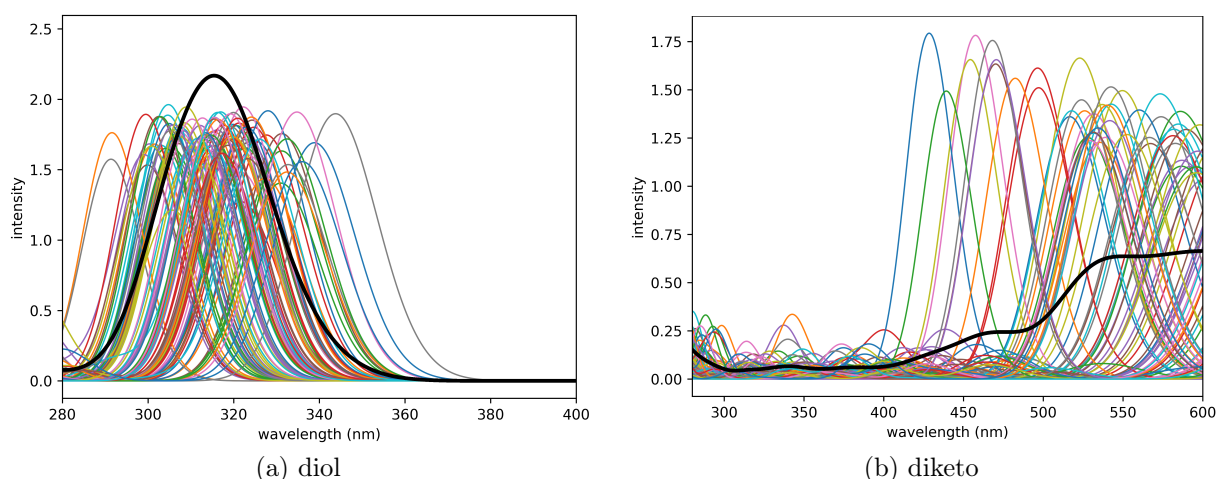 2.5
2.0
1.5
1.0
0.5
0.0
intensity
280 300 320 340 360 380 400
wavelength (nm)
(a) diol
1.75
1.50
1.25
1.00
0.75
0.50
0.25
0.00
intensity
300 350 400 450 500 550 600
wavelength (nm)
(b) diketo